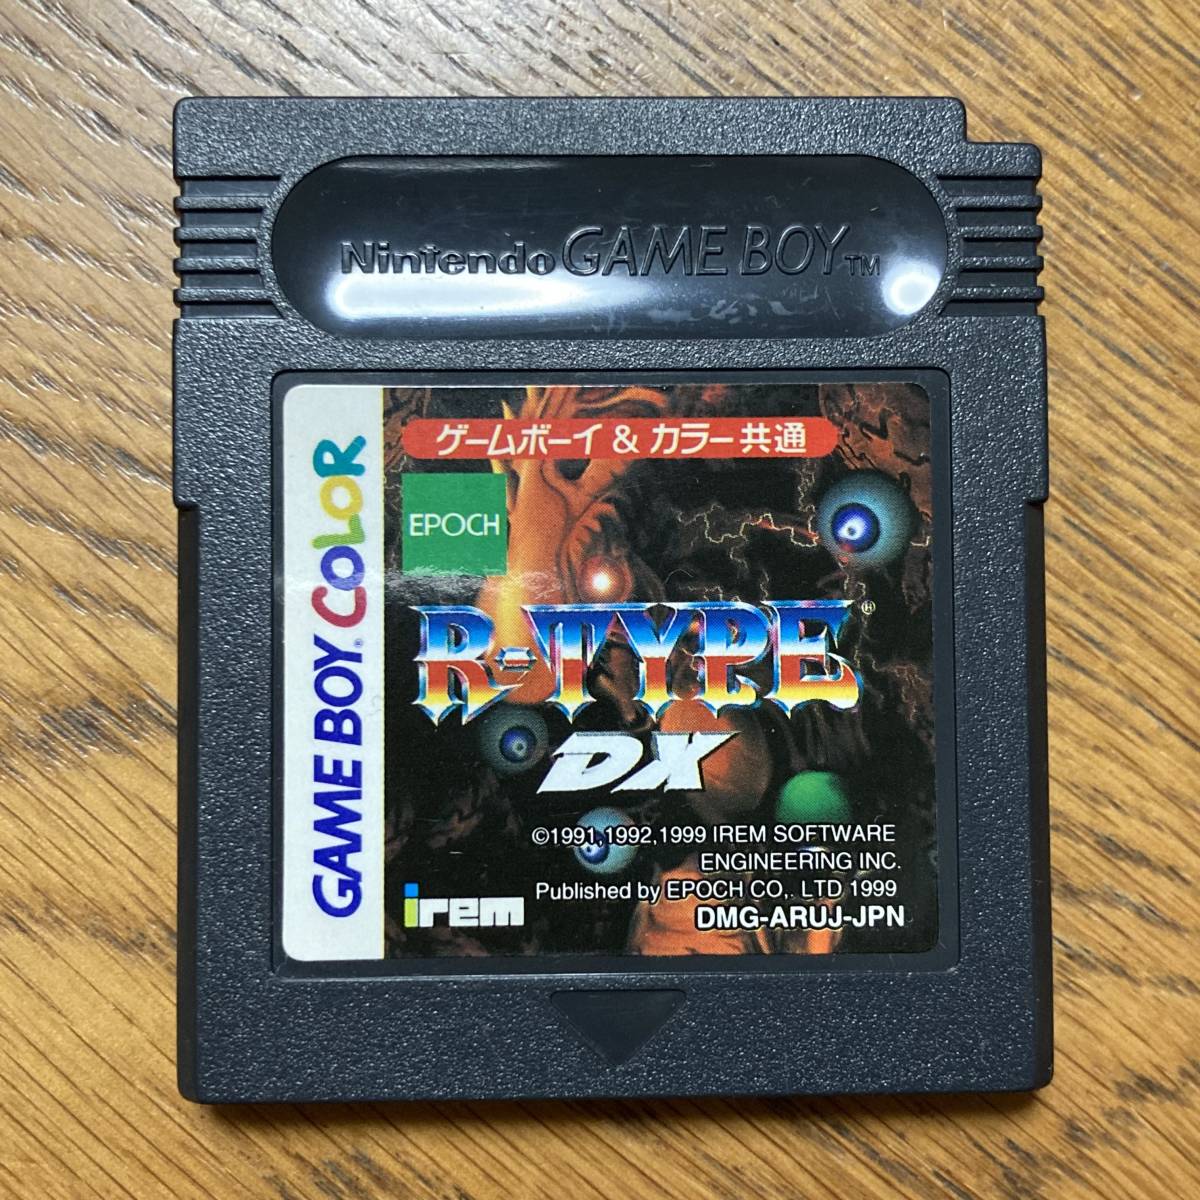 Nintendo GAME BOY TM
ゲームボーイ & カラー共通
EPOCH
GAME BOY COLOR
R-TYPE ®
DX
©1991,1992,1999 IREM SOFTWARE
ENGINEERING INC.
Published by EPOCH CO,. LTD 1999
irem
DMG-ARUJ-JPN